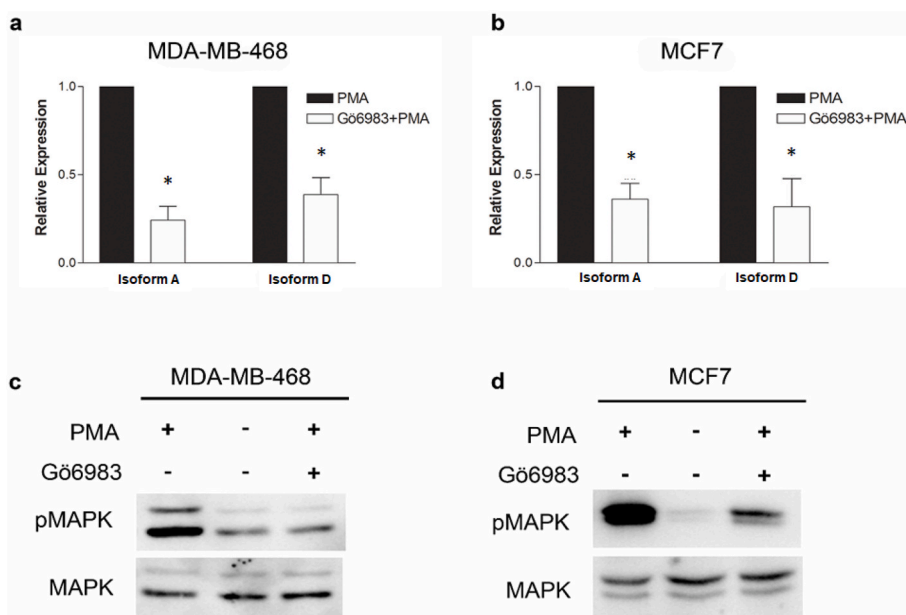 a
MDA-MB-468
Relative Expression
1.0
0.5
0.0
PMA
Gö6983+PMA
*
*
Isoform A
Isoform D
b
MCF7
Relative Expression
1.0
0.5
0.0
PMA
Gö6983+PMA
*
*
Isoform A
Isoform D
c
MDA-MB-468
PMA + - +
Gö6983 - - +
pMAPK
MAPK
d
MCF7
PMA + - +
Gö6983 - - +
pMAPK
MAPK